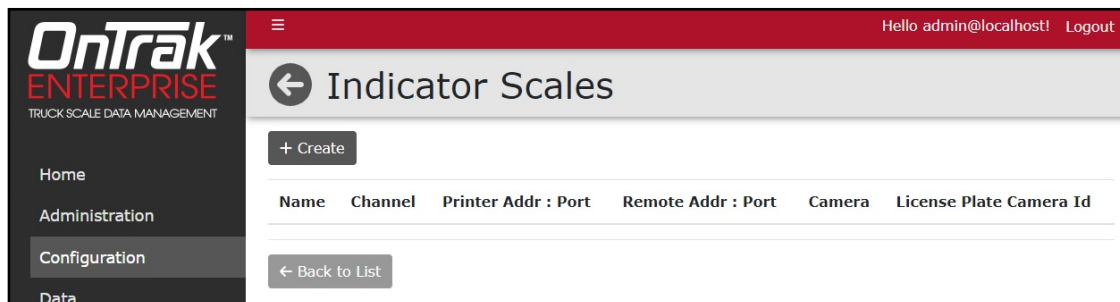 OnTrak™
ENTERPRISE
TRUCK SCALE DATA MANAGEMENT
Hello admin@localhost! Logout
Indicator Scales
+ Create
Name Channel Printer Addr : Port Remote Addr : Port Camera License Plate Camera Id
← Back to List
Home
Administration
Configuration
Data